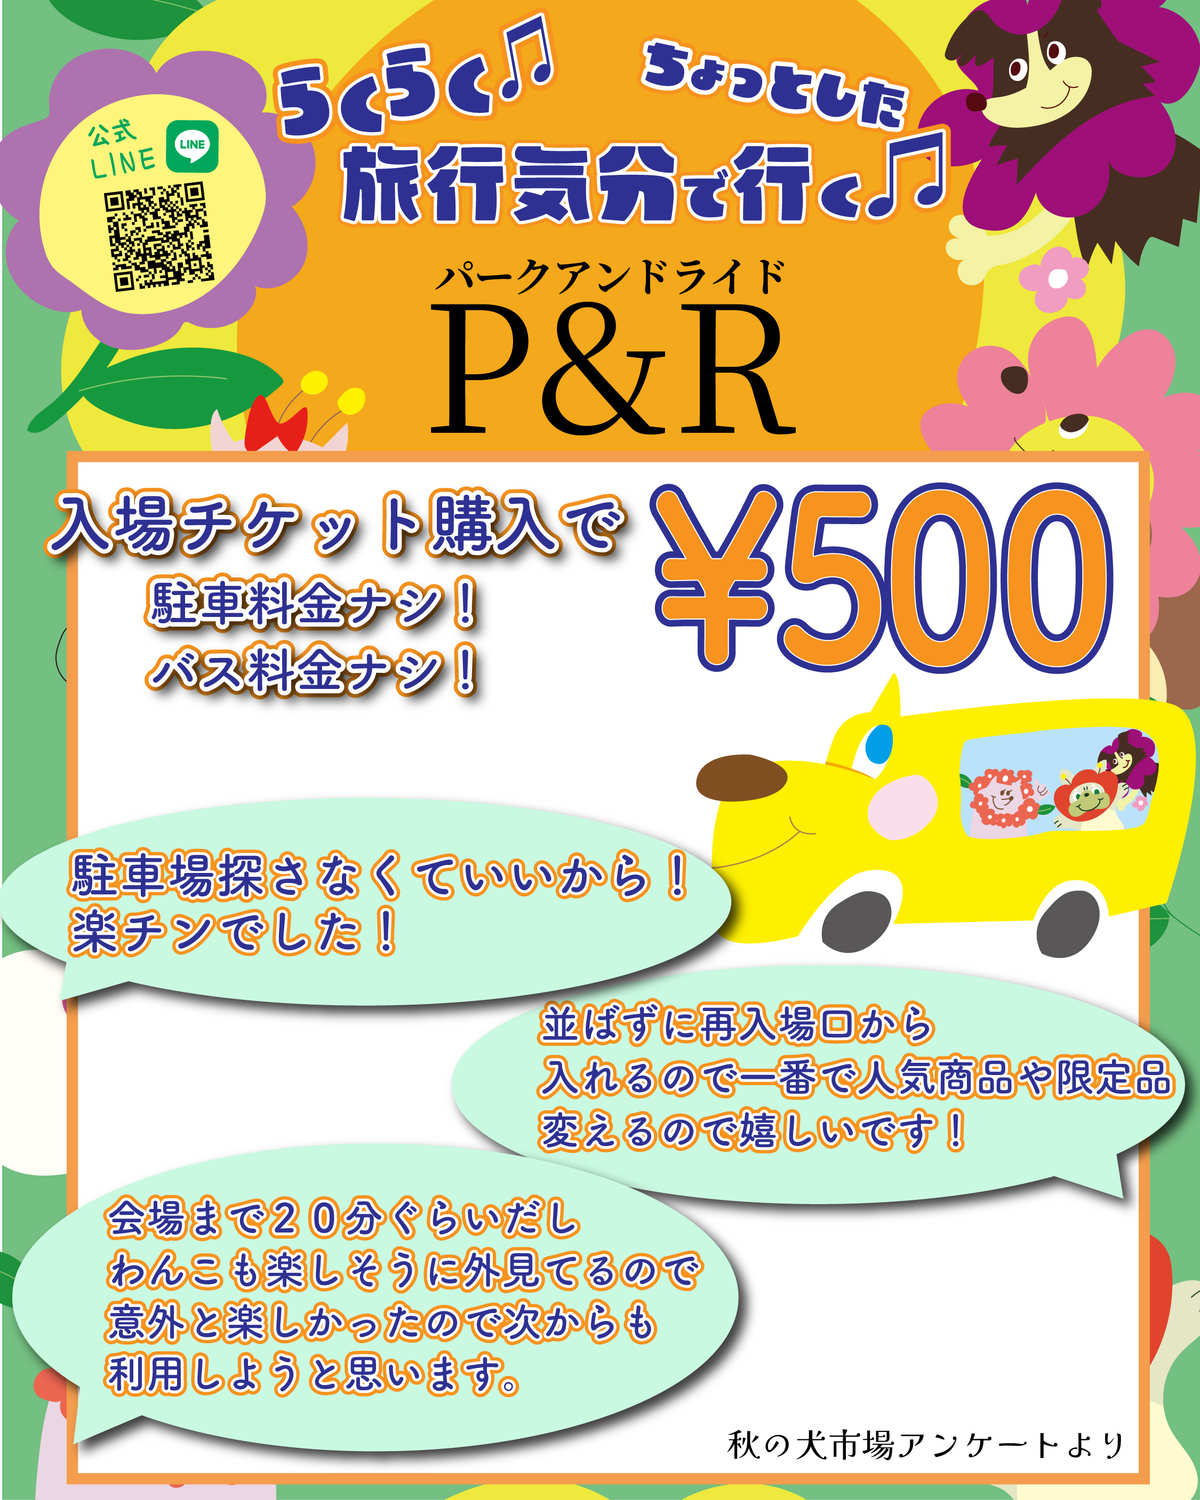 公式
LINE
LINE
らくらく♫
ちょっとした
旅行気分で行く♫
パークアンドライド
P&R
入場チケット購入で
¥500
駐車料金ナシ！
バス料金ナシ！
駐車場探さなくていいから！
楽チンでした！
並ばずに再入場口から
入れるので一番で人気商品や限定品
変えるので嬉しいです！
会場まで２０分ぐらいだし
わんこも楽しそうに外見てるので
意外と楽しかったので次からも
利用しようと思います。
秋の犬市場アンケートより